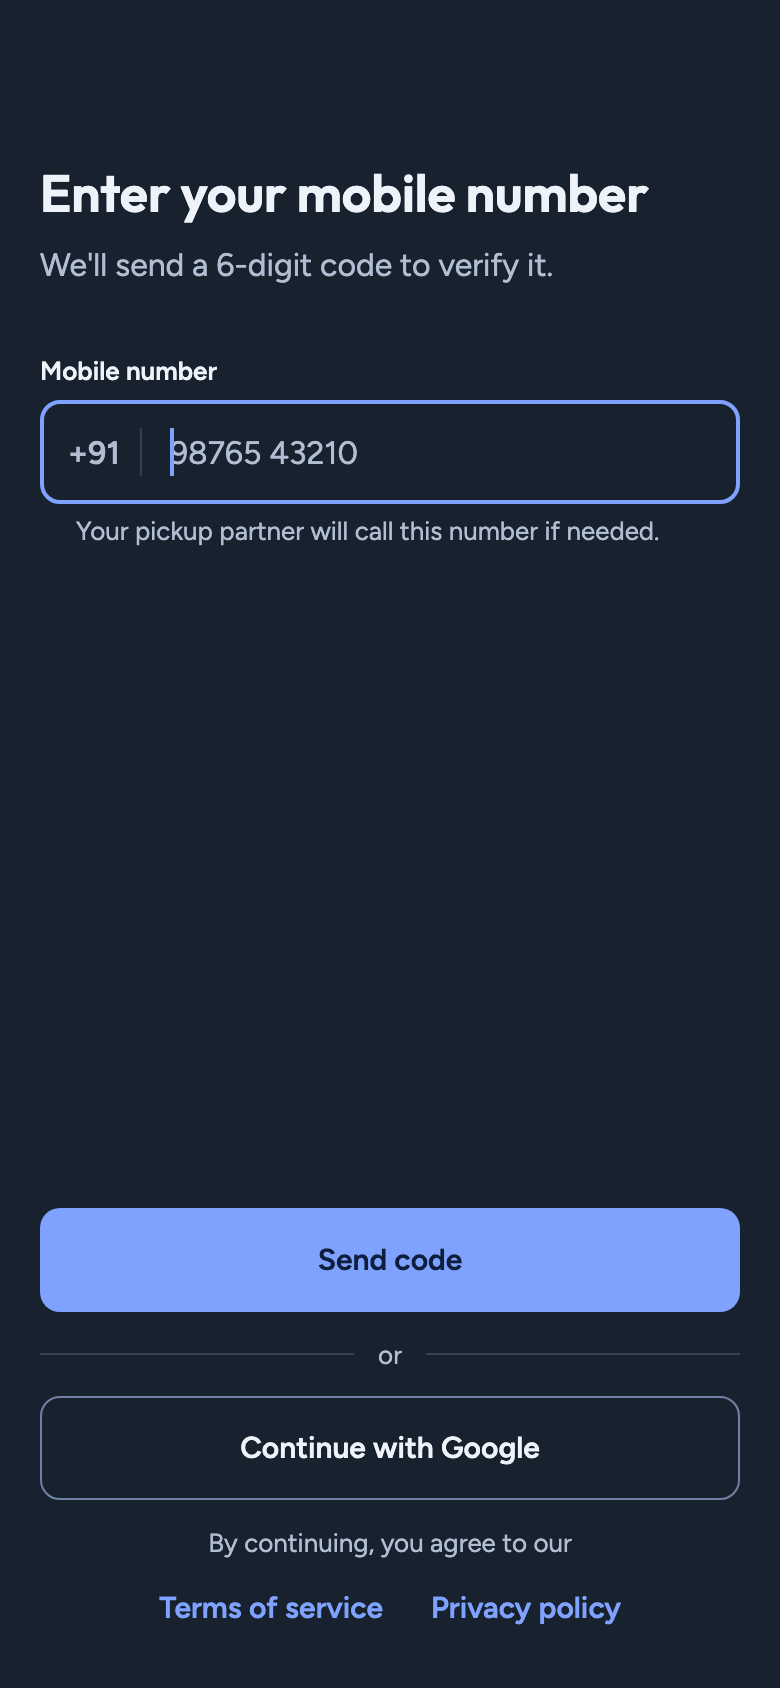 Enter your mobile number
We'll send a 6-digit code to verify it.
Mobile number
+91 98765 43210
Your pickup partner will call this number if needed.
Send code
or
Continue with Google
By continuing, you agree to our
Terms of service Privacy policy